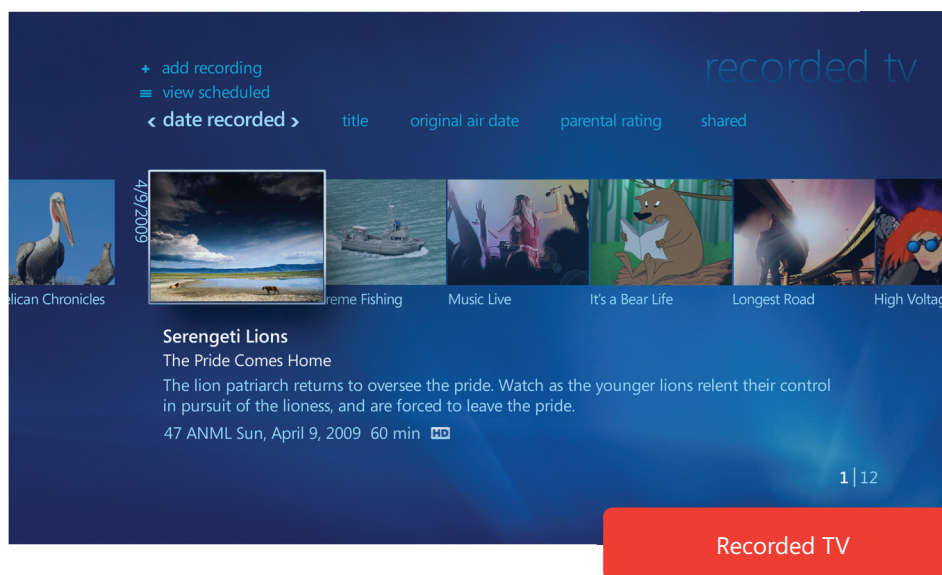 recorded tv
+ add recording
≡ view scheduled
‹ date recorded › title original air date parental rating shared
4/9/2009
elican Chronicles reme Fishing Music Live It's a Bear Life Longest Road High Voltag
Serengeti Lions
The Pride Comes Home
The lion patriarch returns to oversee the pride. Watch as the younger lions relent their control
in pursuit of the lioness, and are forced to leave the pride.
47 ANML Sun, April 9, 2009 60 min HD
1 | 12
Recorded TV